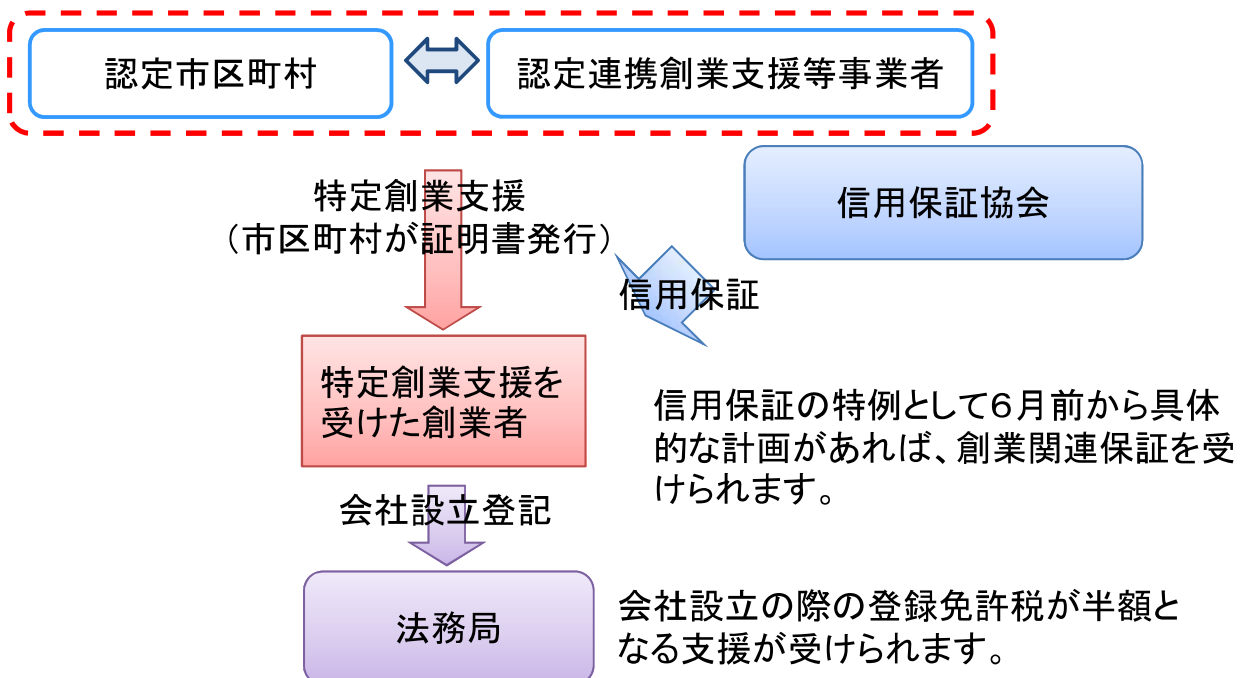 認定市区町村
認定連携創業支援等事業者
特定創業支援
（市区町村が証明書発行）
信用保証協会
信用保証
特定創業支援を
受けた創業者
信用保証の特例として６月前から具体
的な計画があれば、創業関連保証を受
けられます。
会社設立登記
法務局
会社設立の際の登録免許税が半額と
なる支援が受けられます。